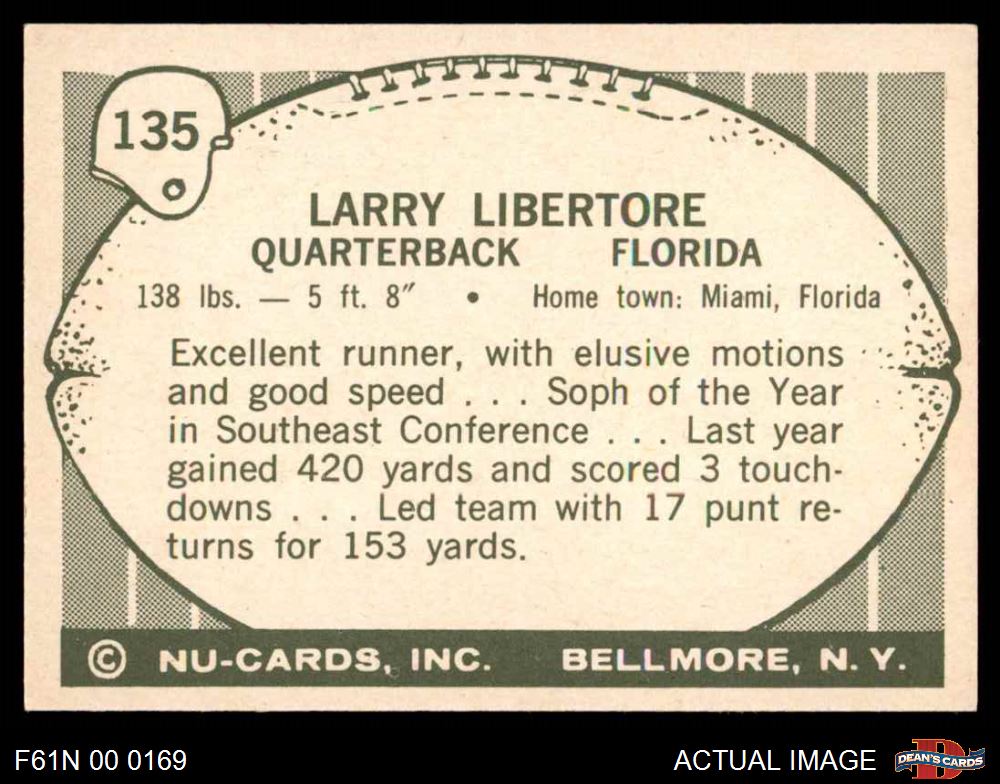 135
LARRY LIBERTORE
QUARTERBACK FLORIDA
138 lbs. — 5 ft. 8″ • Home town: Miami, Florida
Excellent runner, with elusive motions
and good speed . . . Soph of the Year
in Southeast Conference . . . Last year
gained 420 yards and scored 3 touch-
downs . . . Led team with 17 punt re-
turns for 153 yards.
© NU-CARDS, INC. BELLMORE, N. Y.
F61N 00 0169
ACTUAL IMAGE
D
DEAN'S CARDS